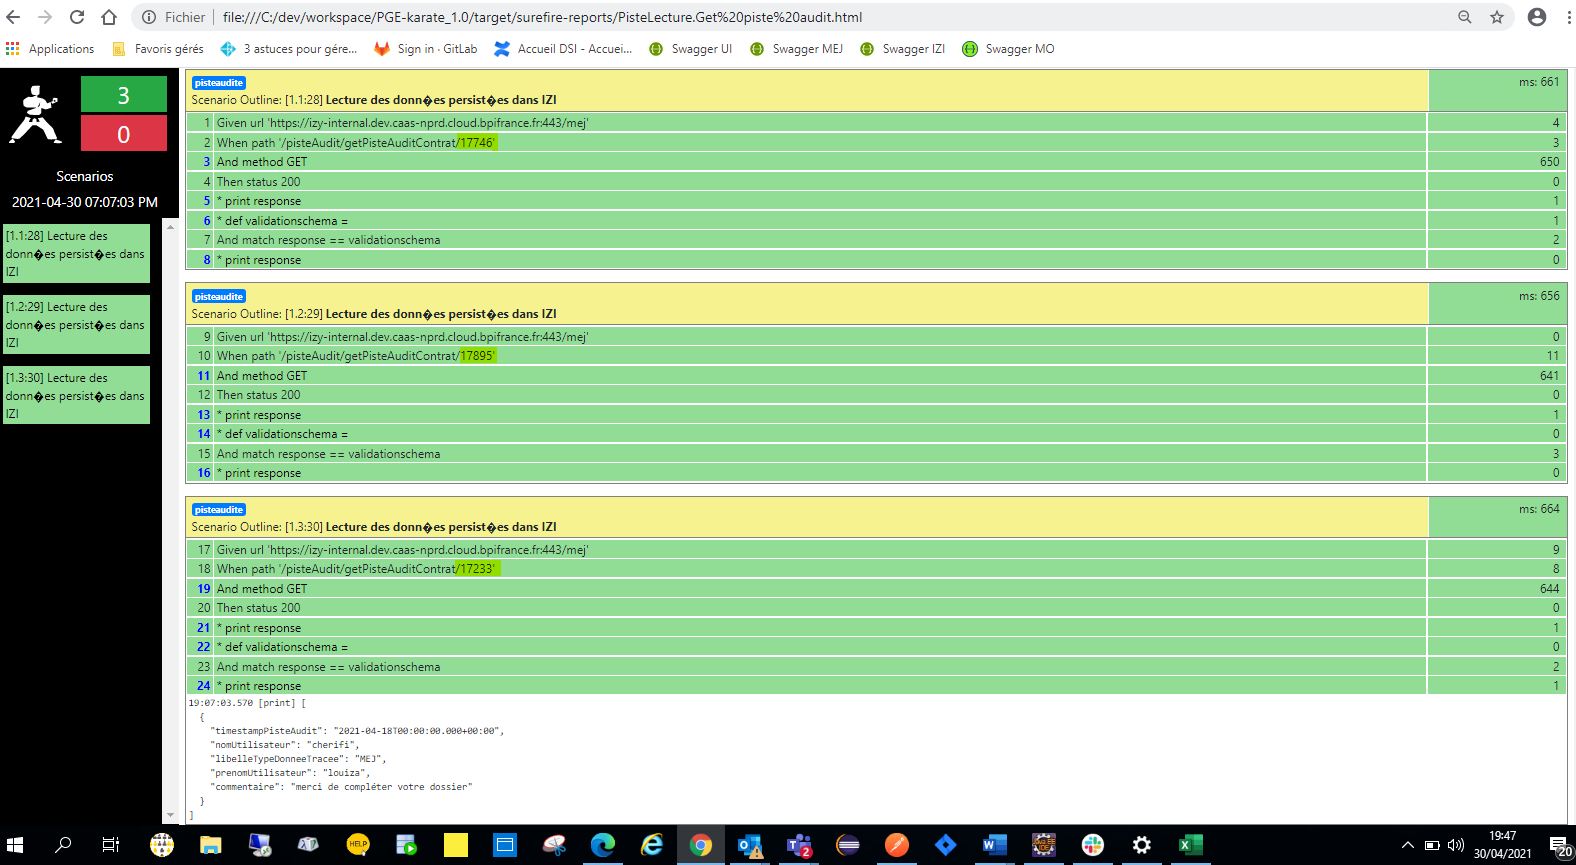 Fichier | file:///C:/dev/workspace/PGE-karate_1.0/target/surefire-reports/PisteLecture.Get%20piste%20audit.html
Applications Favoris gérés 3 astuces pour gére... Sign in · GitLab Accueil DSI - Accuei... Swagger UI Swagger MEJ Swagger IZI Swagger MO
3
0
Scenarios
2021-04-30 07:07:03 PM
[1.1:28] Lecture des
donn�es persist�es dans
IZI
[1.2:29] Lecture des
donn�es persist�es dans
IZI
[1.3:30] Lecture des
donn�es persist�es dans
IZI
pisteaudite ms: 661
Scenario Outline: [1.1:28] Lecture des donn�es persist�es dans IZI
1 Given url 'https://izy-internal.dev.caas-nprd.cloud.bpifrance.fr:443/mej' 4
2 When path '/pisteAudit/getPisteAuditContrat/17746' 3
3 And method GET 650
4 Then status 200 0
5 * print response 1
6 * def validationschema = 1
7 And match response == validationschema 2
8 * print response 0
pisteaudite ms: 656
Scenario Outline: [1.2:29] Lecture des donn�es persist�es dans IZI
9 Given url 'https://izy-internal.dev.caas-nprd.cloud.bpifrance.fr:443/mej' 0
10 When path '/pisteAudit/getPisteAuditContrat/17895' 11
11 And method GET 641
12 Then status 200 0
13 * print response 1
14 * def validationschema = 0
15 And match response == validationschema 3
16 * print response 0
pisteaudite ms: 664
Scenario Outline: [1.3:30] Lecture des donn�es persist�es dans IZI
17 Given url 'https://izy-internal.dev.caas-nprd.cloud.bpifrance.fr:443/mej' 9
18 When path '/pisteAudit/getPisteAuditContrat/17233' 8
19 And method GET 644
20 Then status 200 0
21 * print response 1
22 * def validationschema = 0
23 And match response == validationschema 2
24 * print response 1
19:07:03.570 [print] [
{
"timestampPisteAudit": "2021-04-18T00:00:00.000+00:00",
"nomUtilisateur": "cherifi",
"libelleTypeDonneeTracee": "MEJ",
"prenomUtilisateur": "louiza",
"commentaire": "merci de compléter votre dossier"
}
]
HELP
2
19:47
30/04/2021
20